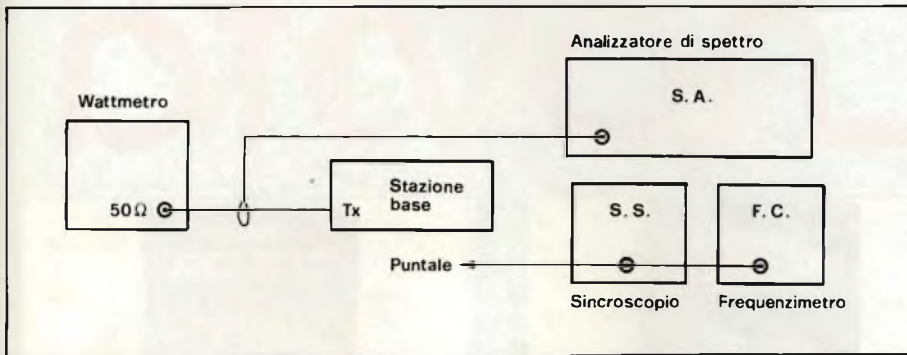 Analizzatore di spettro
S. A.
Wattmetro
50Ω
Tx
Stazione
base
S. S.
F. C.
Puntale
Sincroscopio
Frequenzimetro